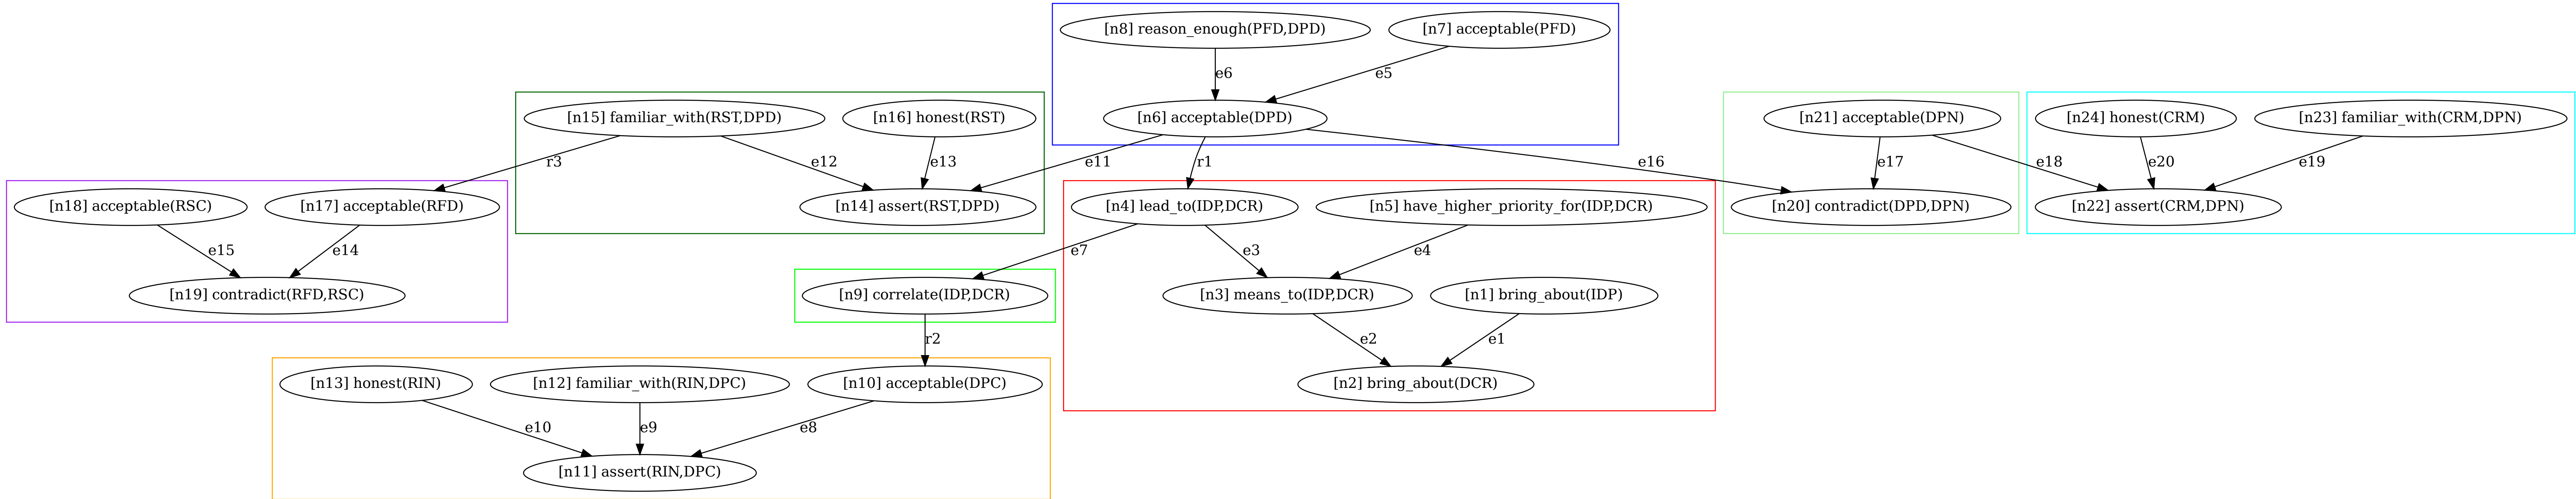 [n8] reason_enough(PFD,DPD)
[n7] acceptable(PFD)
e6
e5
[n15] familiar_with(RST,DPD)
[n16] honest(RST)
[n6] acceptable(DPD)
[n21] acceptable(DPN)
[n24] honest(CRM)
[n23] familiar_with(CRM,DPN)
r3
e12
e13
e11
r1
e16
e17
e18
e20
e19
[n18] acceptable(RSC)
[n17] acceptable(RFD)
[n14] assert(RST,DPD)
[n4] lead_to(IDP,DCR)
[n5] have_higher_priority_for(IDP,DCR)
[n20] contradict(DPD,DPN)
[n22] assert(CRM,DPN)
e15
e14
e7
e3
e4
[n19] contradict(RFD,RSC)
[n9] correlate(IDP,DCR)
[n3] means_to(IDP,DCR)
[n1] bring_about(IDP)
r2
e2
e1
[n13] honest(RIN)
[n12] familiar_with(RIN,DPC)
[n10] acceptable(DPC)
[n2] bring_about(DCR)
e10
e9
e8
[n11] assert(RIN,DPC)